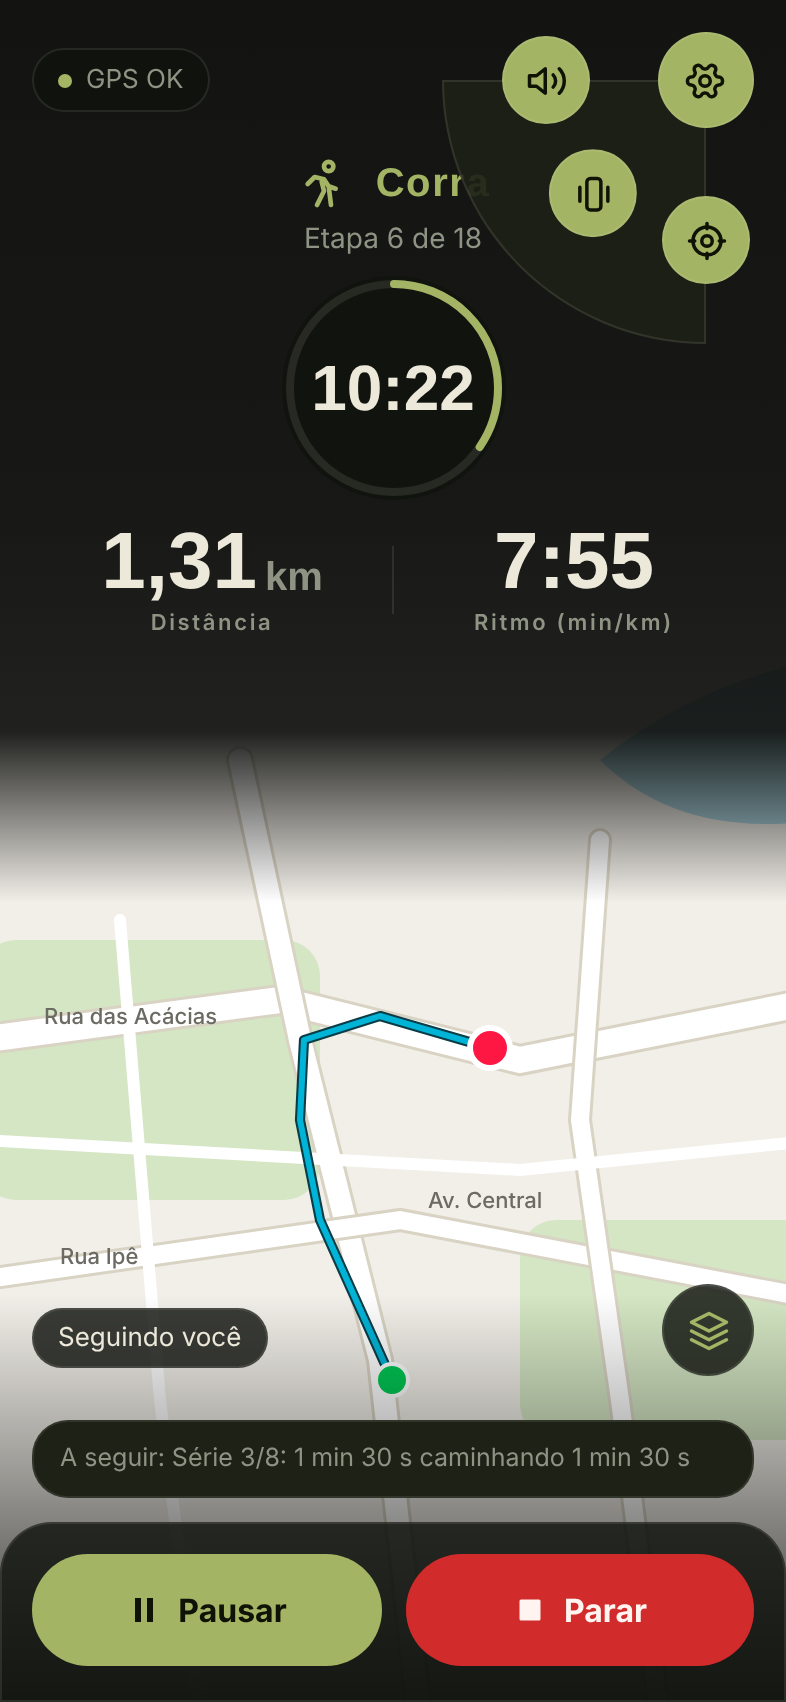 GPS OK
Corra
Etapa 6 de 18
10:22
1,31 km
Distância
7:55
Ritmo (min/km)
Rua das Acácias
Av. Central
Rua Ipê
Seguindo você
A seguir: Série 3/8: 1 min 30 s caminhando 1 min 30 s
Pausar
Parar